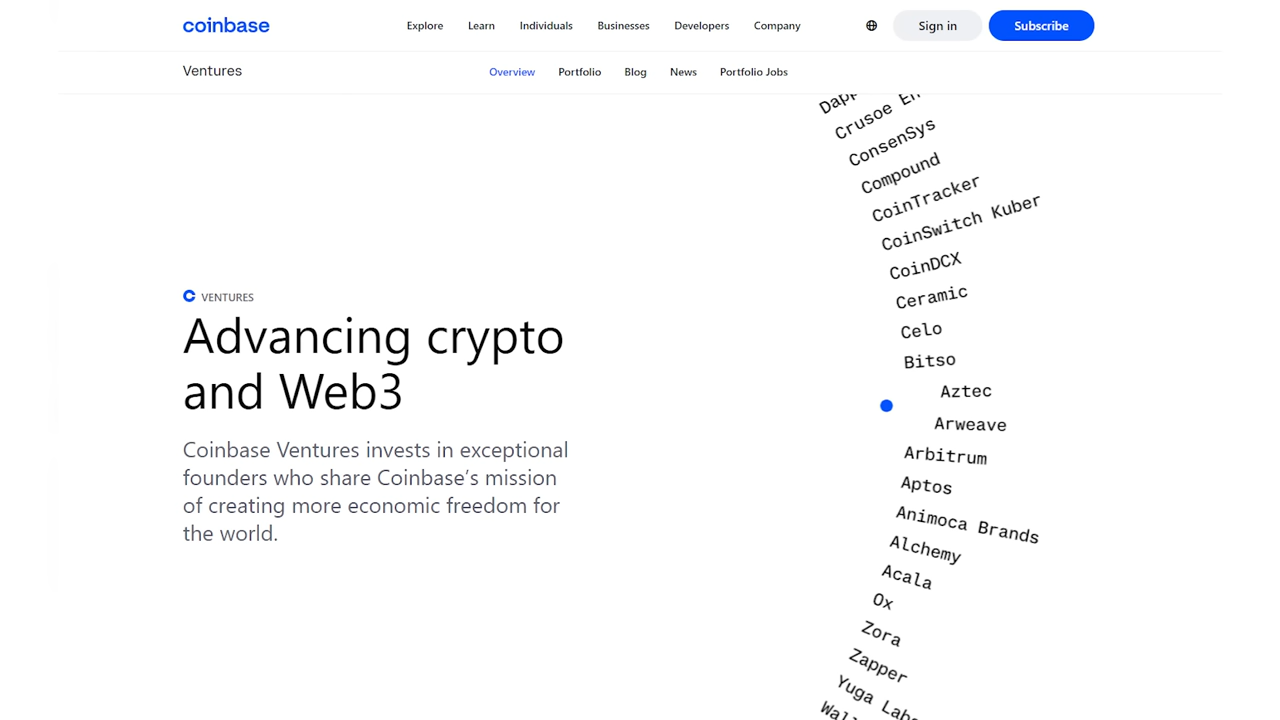 coinbase
Explore Learn Individuals Businesses Developers Company
Sign in
Subscribe
Ventures
Overview Portfolio Blog News Portfolio Jobs
VENTURES
Advancing crypto
and Web3
Coinbase Ventures invests in exceptional
founders who share Coinbase’s mission
of creating more economic freedom for
the world.
Crusoe
ConsenSys
Compound
CoinTracker
CoinSwitch Kuber
CoinDCX
Ceramic
Celo
Bitso
Aztec
Arweave
Arbitrum
Aptos
Animoca Brands
Alchemy
Acala
Ox
Zora
Zapper
Yuga